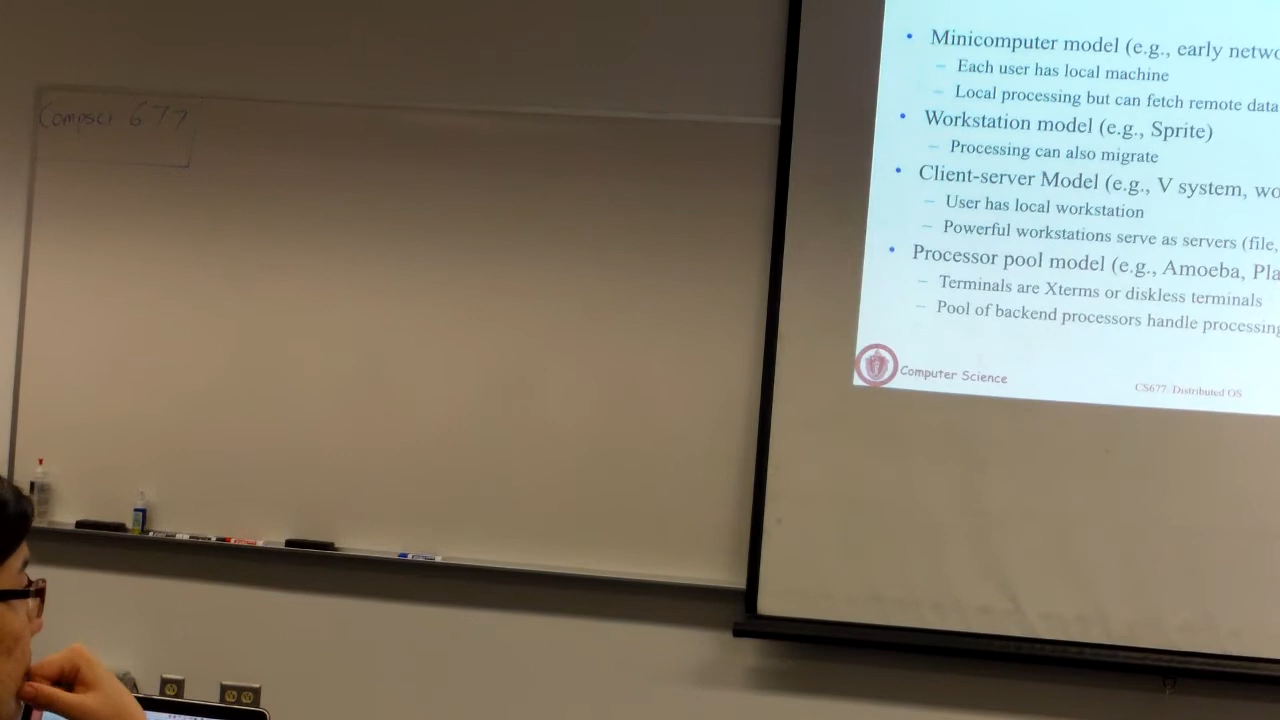 Compsci 677
• Minicomputer model (e.g., early netwo
– Each user has local machine
– Local processing but can fetch remote data
• Workstation model (e.g., Sprite)
– Processing can also migrate
• Client-server Model (e.g., V system, wo
– User has local workstation
– Powerful workstations serve as servers (file,
• Processor pool model (e.g., Amoeba, Pla
– Terminals are Xterms or diskless terminals
– Pool of backend processors handle processing
Computer Science
CS677: Distributed OS